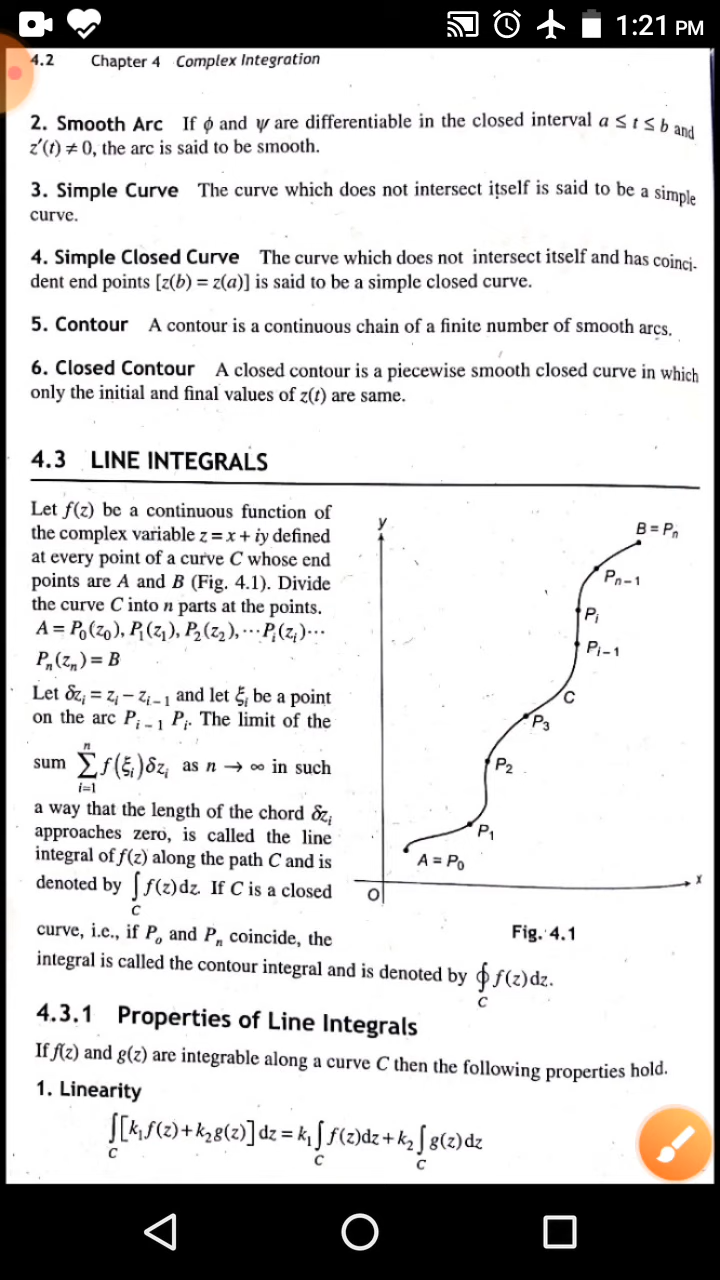 1:21 PM
4.2 Chapter 4 Complex Integration
2. Smooth Arc If ϕ and ψ are differentiable in the closed interval a ≤ t ≤ b and
z′(t) ≠ 0, the arc is said to be smooth.
3. Simple Curve The curve which does not intersect itself is said to be a simple
curve.
4. Simple Closed Curve The curve which does not intersect itself and has coinci-
dent end points [z(b) = z(a)] is said to be a simple closed curve.
5. Contour A contour is a continuous chain of a finite number of smooth arcs.
6. Closed Contour A closed contour is a piecewise smooth closed curve in which
only the initial and final values of z(t) are same.
4.3 LINE INTEGRALS
Let f(z) be a continuous function of
the complex variable z = x + iy defined
at every point of a curve C whose end
points are A and B (Fig. 4.1). Divide
the curve C into n parts at the points.
A = P₀(z₀), P₁(z₁), P₂(z₂), ⋯Pᵢ(zᵢ)⋯
Pₙ(zₙ) = B
Let δzᵢ = zᵢ − zᵢ₋₁ and let ξᵢ be a point
on the arc Pᵢ₋₁ Pᵢ. The limit of the
sum ∑ᵢ₌₁ⁿ f(ξᵢ)δzᵢ as n → ∞ in such
a way that the length of the chord δzᵢ
approaches zero, is called the line
integral of f(z) along the path C and is
denoted by ∫_C f(z)dz. If C is a closed
curve, i.e., if Pₒ and Pₙ coincide, the
integral is called the contour integral and is denoted by ∮_C f(z)dz.
y
B = Pₙ
Pₙ₋₁
Pᵢ
Pᵢ₋₁
C
P₃
P₂
P₁
A = P₀
x
O
Fig. 4.1
4.3.1 Properties of Line Integrals
If f(z) and g(z) are integrable along a curve C then the following properties hold.
1. Linearity
∫_C [k₁f(z)+k₂g(z)] dz = k₁∫_C f(z)dz + k₂∫_C g(z)dz